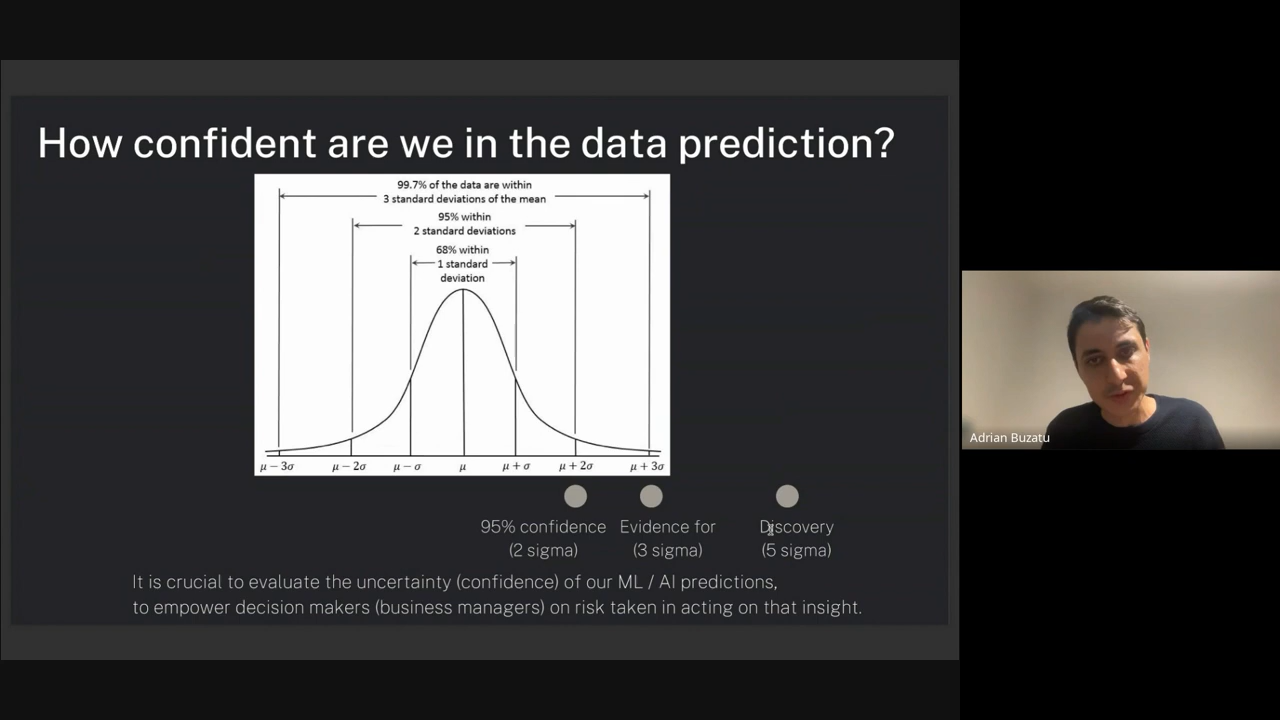 How confident are we in the data prediction?
99.7% of the data are within
3 standard deviations of the mean
95% within
2 standard deviations
68% within
1 standard
deviation
μ − 3σ μ − 2σ μ − σ μ μ + σ μ + 2σ μ + 3σ
95% confidence Evidence for Discovery
(2 sigma) (3 sigma) (5 sigma)
It is crucial to evaluate the uncertainty (confidence) of our ML / AI predictions,
to empower decision makers (business managers) on risk taken in acting on that insight.
Adrian Buzatu